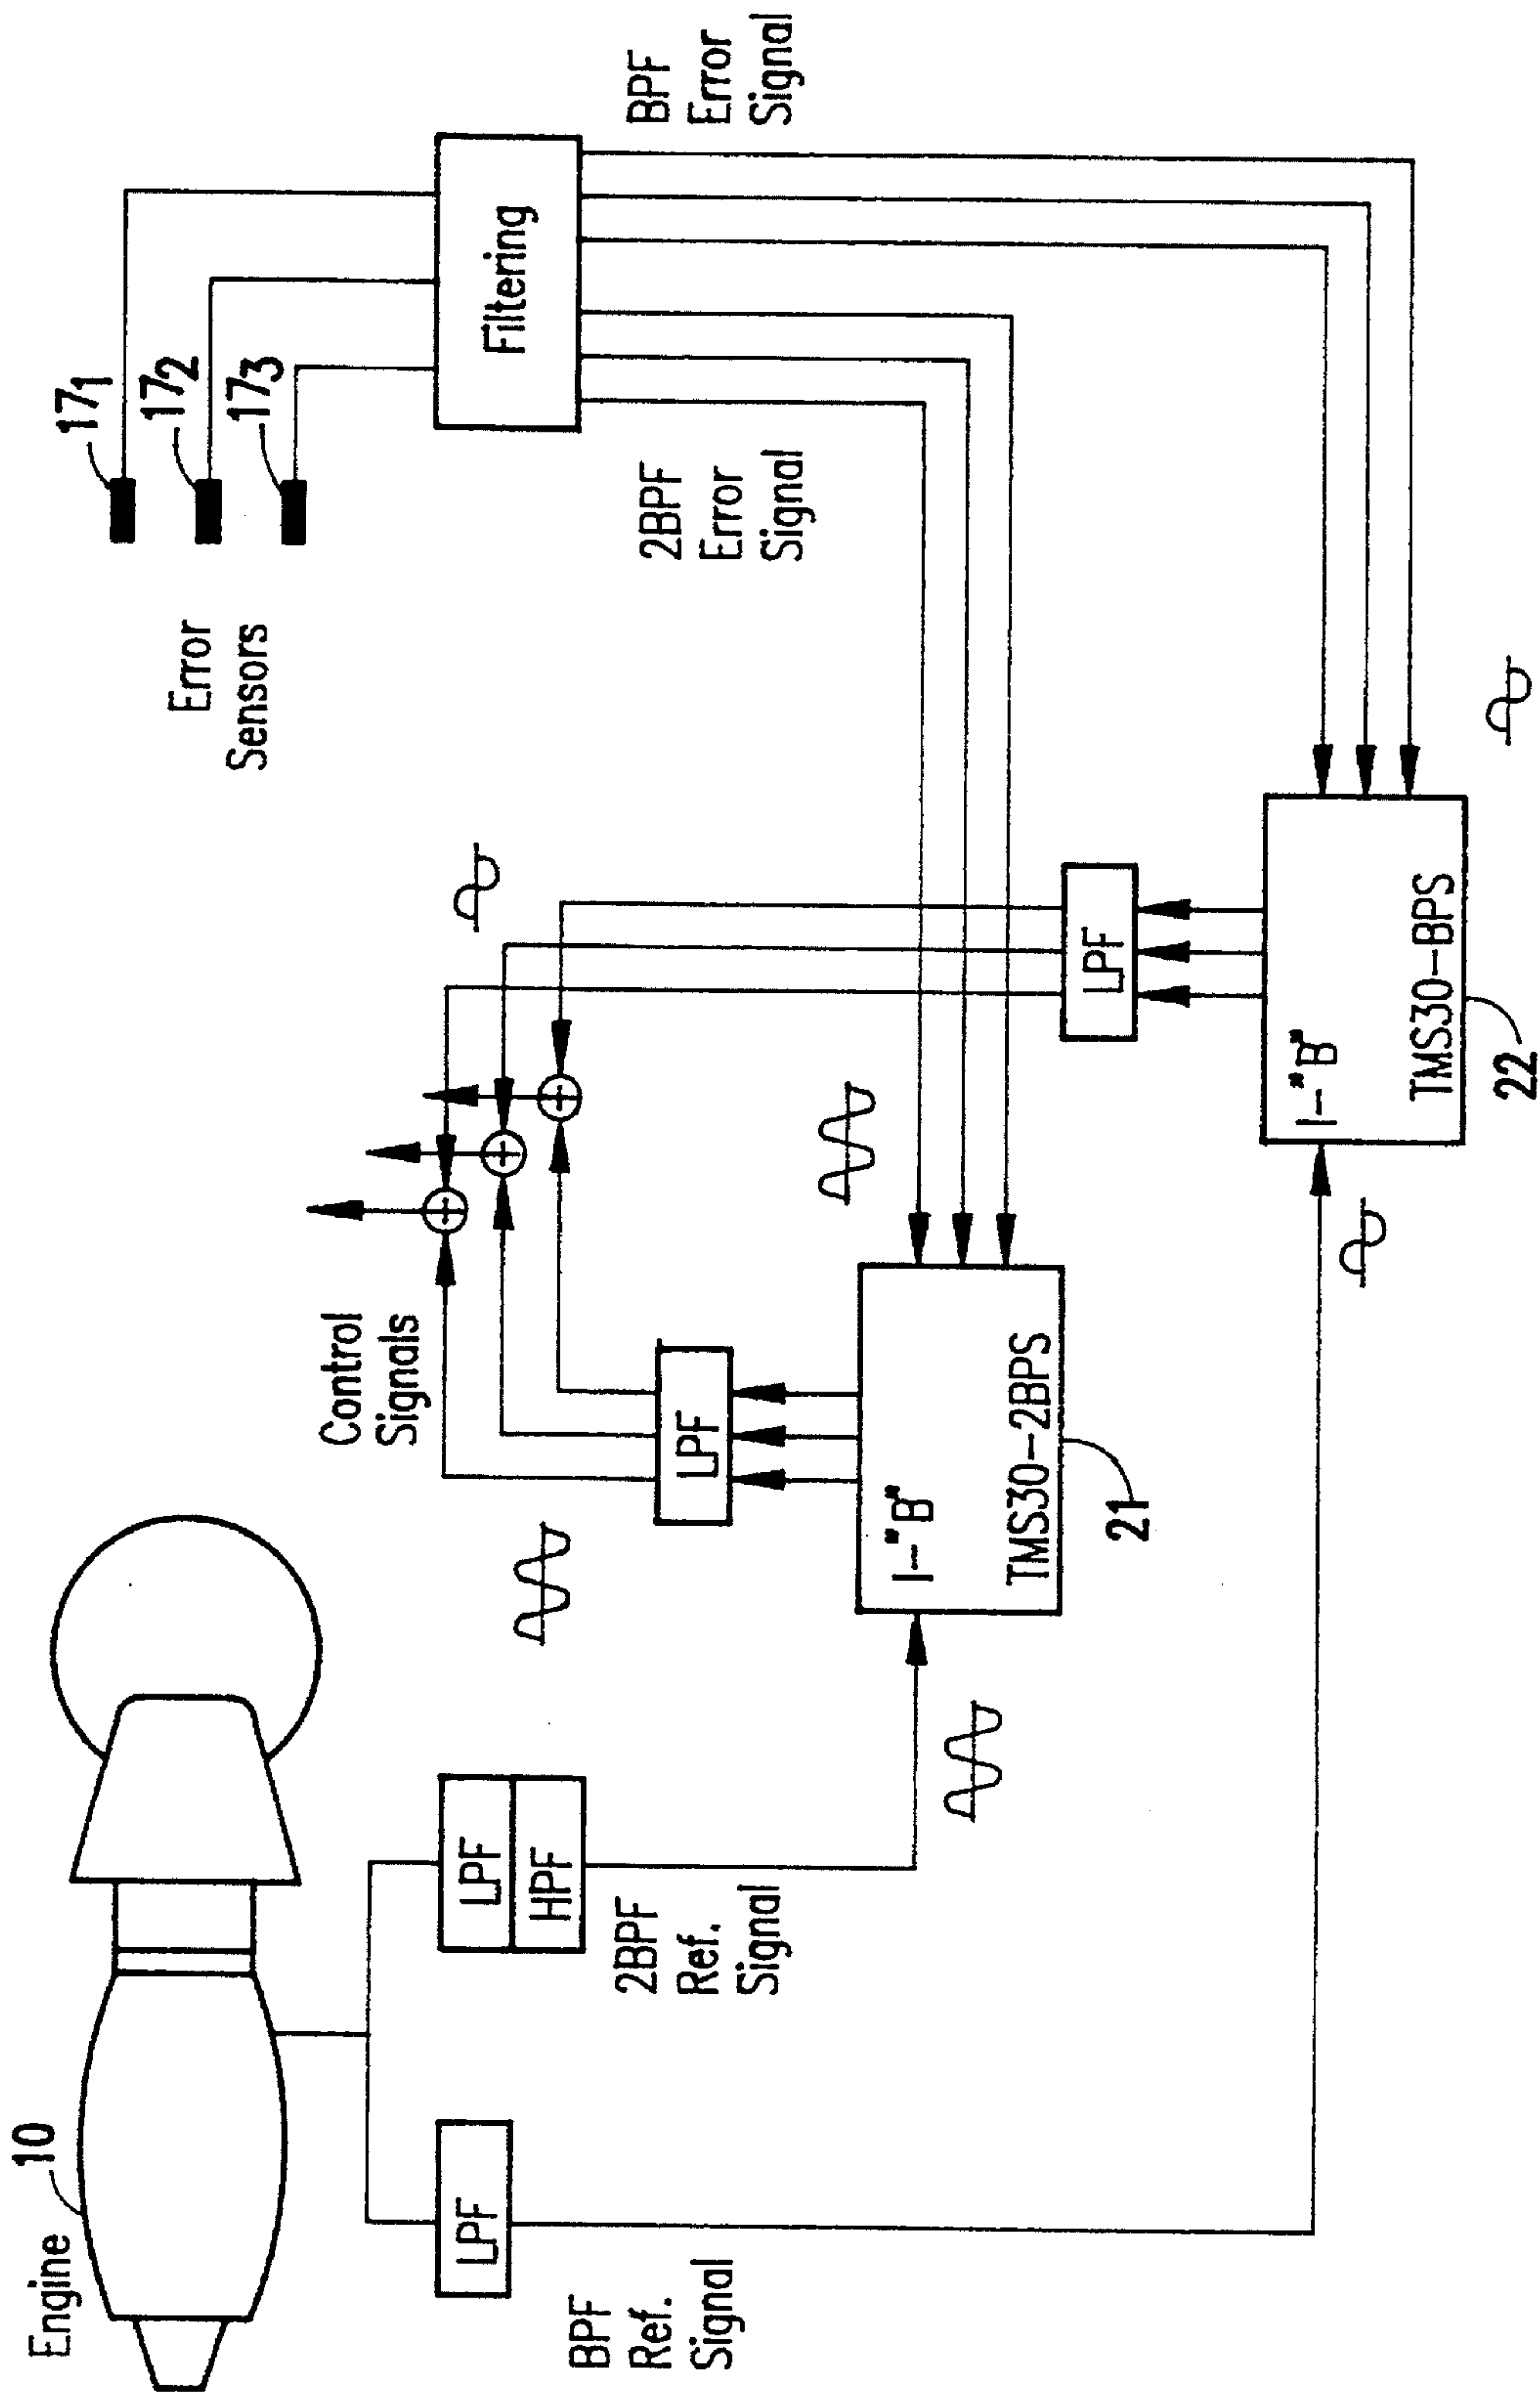 Engine
10
LPF
BPF
Ref.
Signal
LPF
HPF
2BPF
Ref.
Signal
Control
Signals
LPF
I-"B"
TMS30-2BPS
21
LPF
I-"B"
TMS30-BPS
22
Error
Sensors
17₁
17₂
17₃
Filtering
2BPF
Error
Signal
BPF
Error
Signal